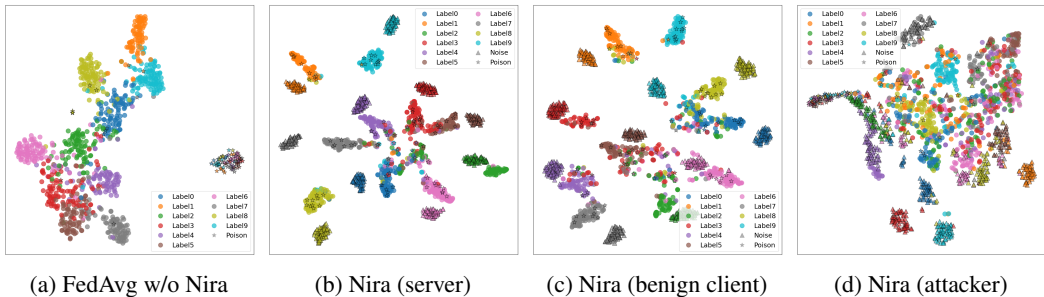 Label0 Label6
Label1 Label7
Label2 Label8
Label3 Label9
Label4 Poison
Label5
Label0 Label6
Label1 Label7
Label2 Label8
Label3 Label9
Label4 Noise
Label5 Poison
Label0 Label6
Label1 Label7
Label2 Label8
Label3 Label9
Label4 Noise
Label5 Poison
Label0 Label6
Label1 Label7
Label2 Label8
Label3 Label9
Label4 Noise
Label5 Poison
(a) FedAvg w/o Nira (b) Nira (server) (c) Nira (benign client) (d) Nira (attacker)